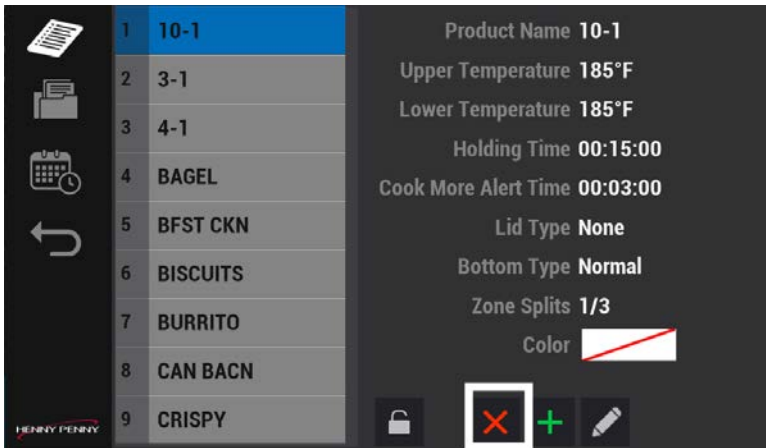 1 10-1
2 3-1
3 4-1
4 BAGEL
5 BFST CKN
6 BISCUITS
7 BURRITO
8 CAN BACN
9 CRISPY
Product Name 10-1
Upper Temperature 185°F
Lower Temperature 185°F
Holding Time 00:15:00
Cook More Alert Time 00:03:00
Lid Type None
Bottom Type Normal
Zone Splits 1/3
Color
HENNY PENNY